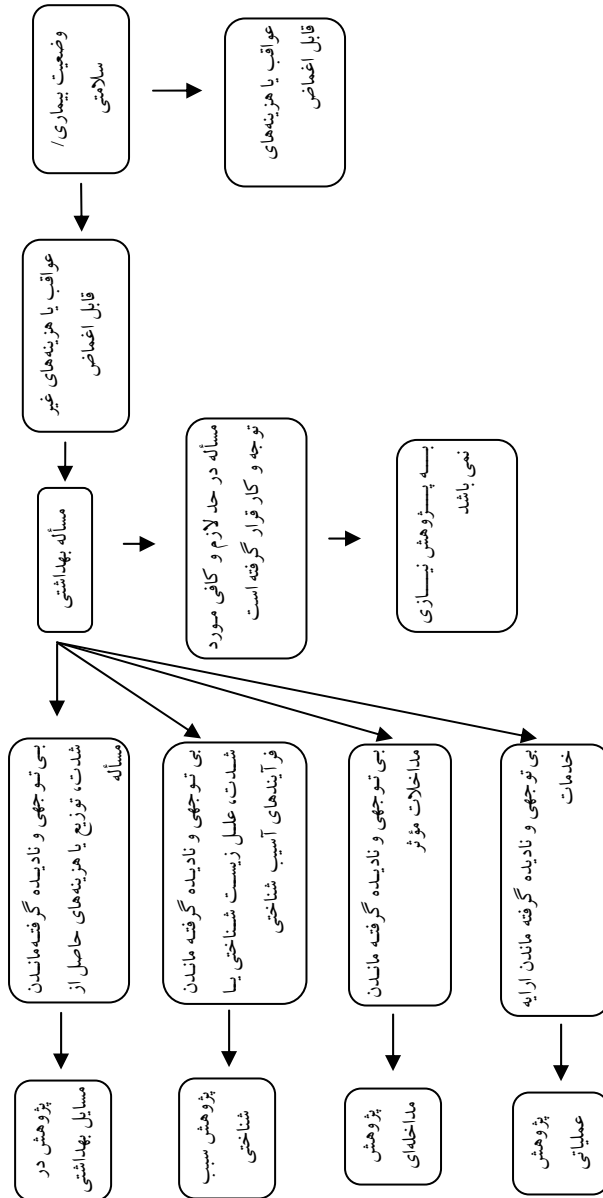 وضعیت بیماری/
سلامتی
عواقب یا هزینه‌های
قابل اغماض
عواقب یا هزینه‌های غیر
قابل اغماض
مسأله بهداشتی
مسأله در حد لازم و کافی مورد
توجه و کار قرار گرفته است
به پژوهش نیازی
نمی باشد
بی توجهی و نادیده گرفته ماندن
شدت، توزیع یا هزینه‌های حاصل از
مسأله
بی توجهی و نادیده گرفته ماندن
شدت، علل زیست شناختی یا
فرآیندهای آسیب شناختی
بی توجهی و نادیده گرفته ماندن
مداخلات مؤثر
بی توجهی و نادیده گرفته ماندن ارایه
خدمات
پژوهش در
مسایل بهداشتی
پژوهش سبب
شناختی
پژوهش
مداخله‌ای
پژوهش
عملیاتی